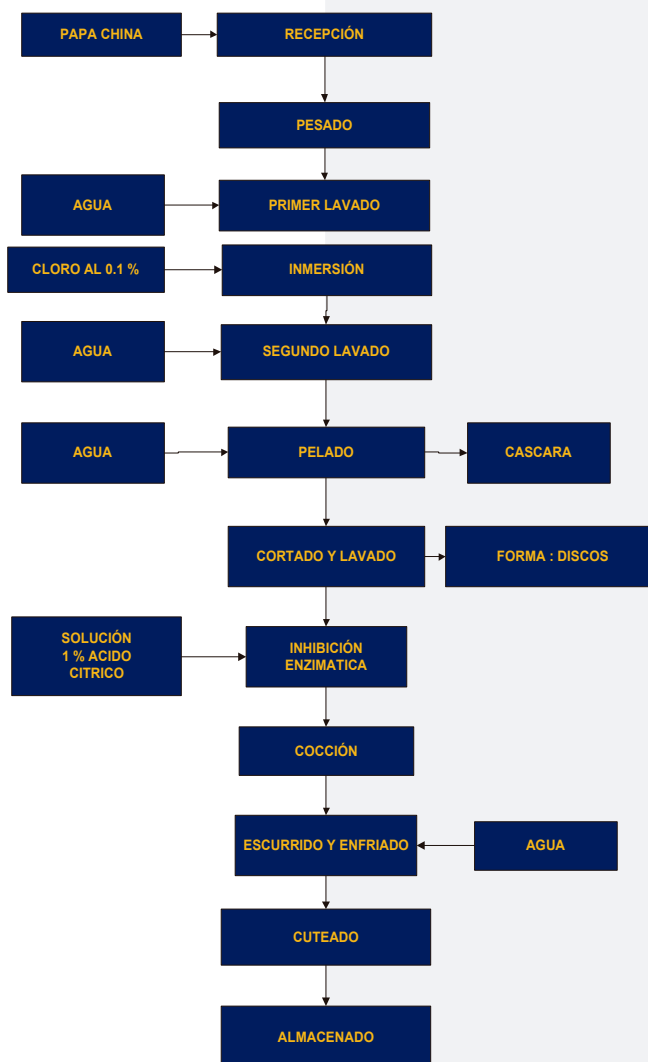 PAPA CHINA
RECEPCIÓN
PESADO
AGUA
PRIMER LAVADO
CLORO AL 0.1 %
INMERSIÓN
AGUA
SEGUNDO LAVADO
AGUA
PELADO
CASCARA
CORTADO Y LAVADO
FORMA : DISCOS
SOLUCIÓN
1 % ACIDO
CITRICO
INHIBICIÓN
ENZIMATICA
COCCIÓN
ESCURRIDO Y ENFRIADO
AGUA
CUTEADO
ALMACENADO